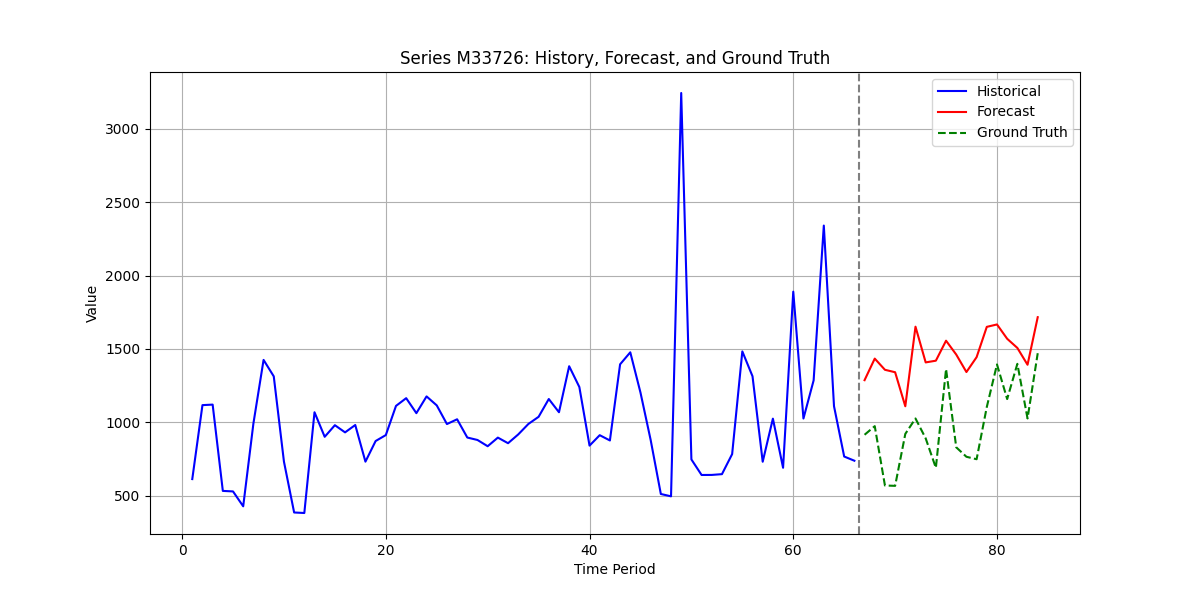 Series M33726: History, Forecast, and Ground Truth
Historical
Forecast
Ground Truth
3000
2500
2000
1500
1000
500
Value
0
20
40
60
80
Time Period